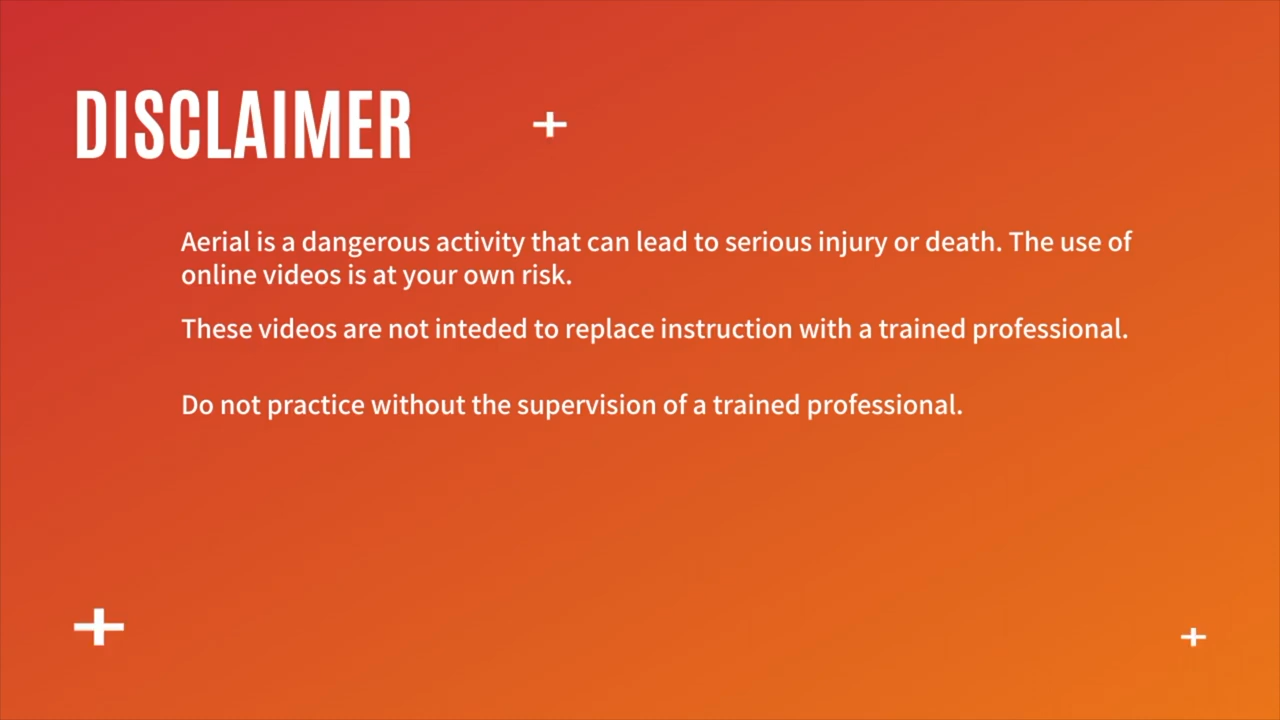 DISCLAIMER
Aerial is a dangerous activity that can lead to serious injury or death. The use of
online videos is at your own risk.
These videos are not inteded to replace instruction with a trained professional.
Do not practice without the supervision of a trained professional.